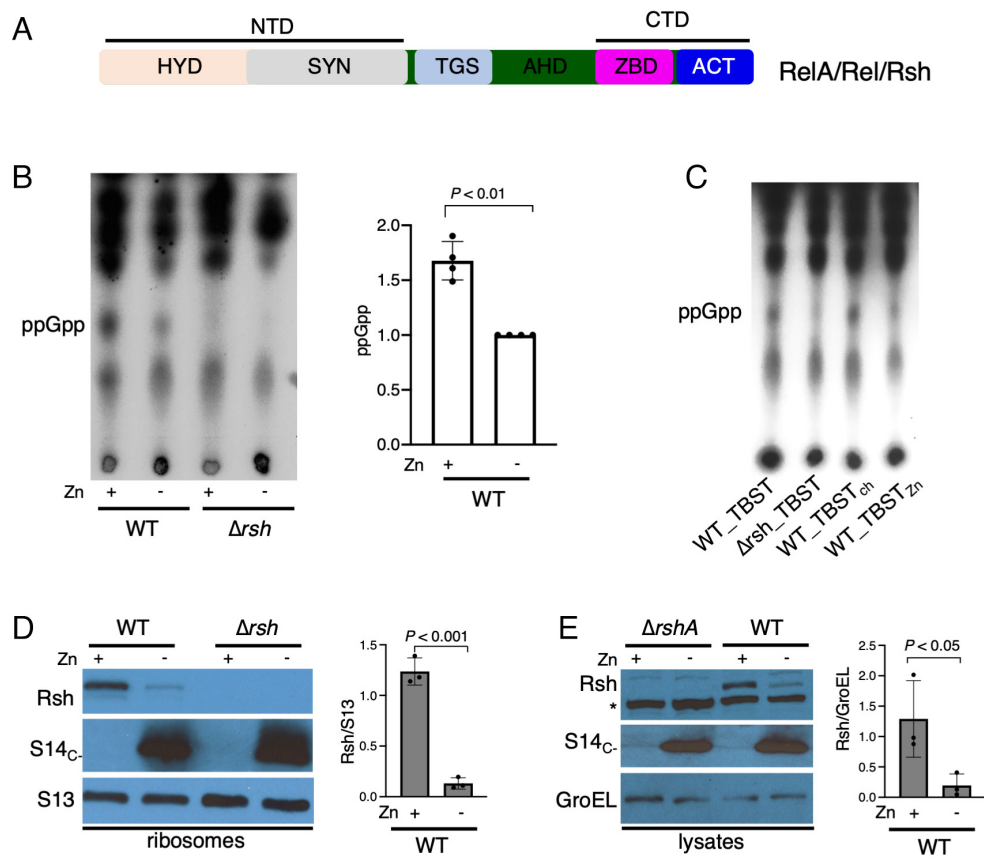 A
NTD
CTD
HYD SYN TGS AHD ZBD ACT
RelA/Rel/Rsh
B
ppGpp
Zn + - + -
WT Δrsh
P < 0.01
2.0
1.5
1.0
0.5
0.0
ppGpp
Zn + -
WT
C
ppGpp
WT_TBST
Δrsh_TBST
WT_TBSTch
WT_TBSTZn
D
WT Δrsh
Zn + - + -
Rsh
S14C-
S13
ribosomes
P < 0.001
1.5
1.0
0.5
0.0
Rsh/S13
Zn + -
WT
E
ΔrshA WT
Zn + - + -
Rsh
*
S14C-
GroEL
lysates
P < 0.05
2.5
2.0
1.5
1.0
0.5
0.0
Rsh/GroEL
Zn + -
WT